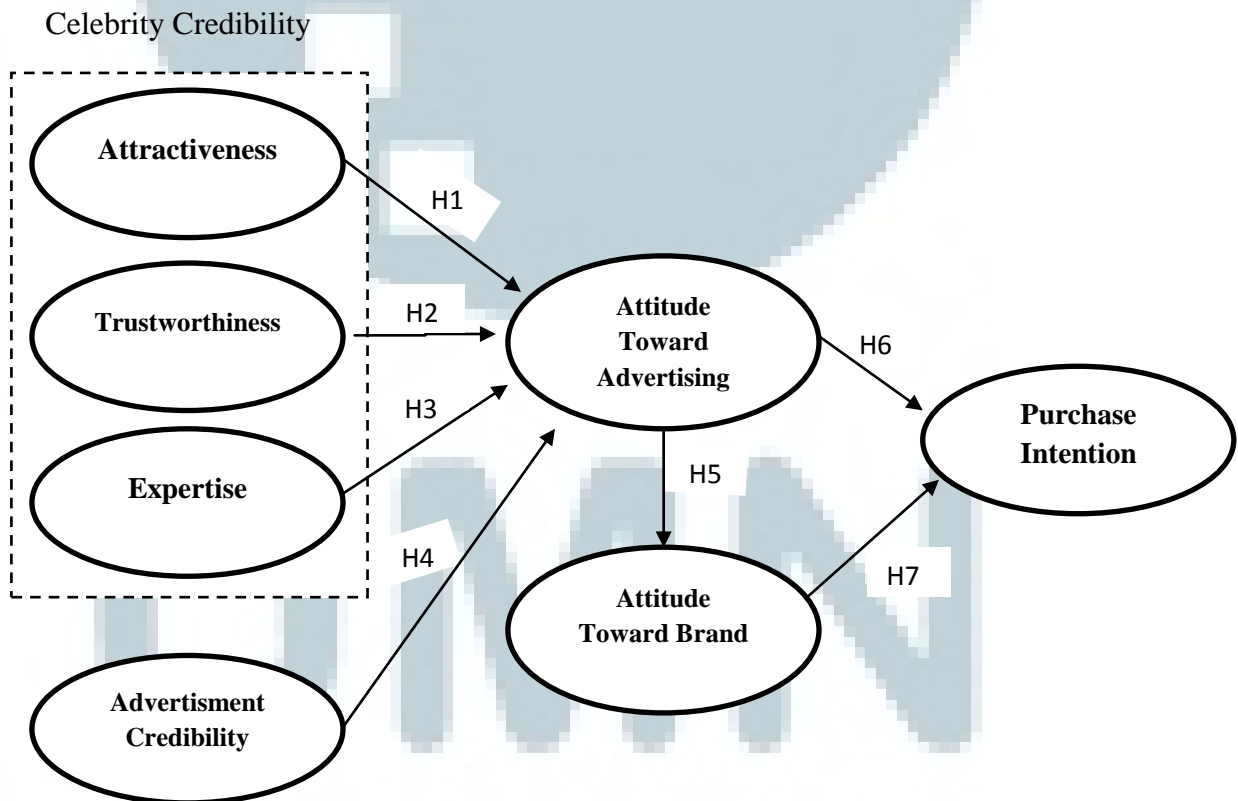 Celebrity Credibility
Attractiveness
H1
Trustworthiness
H2
Attitude
Toward
Advertising
H6
Expertise
H3
Purchase
Intention
H5
H4
H7
Attitude
Toward Brand
Advertisment
Credibility
UMN